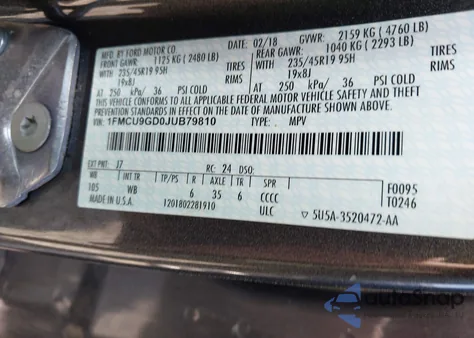 MFD. BY FORD MOTOR CO.
DATE: 02/18 GVWR: 2159 KG ( 4760 LB)
FRONT GAWR: 1125 KG ( 2480 LB) REAR GAWR: 1040 KG ( 2293 LB)
WITH 235/45R19 95H TIRES WITH 235/45R19 95H TIRES
19x8J RIMS 19x8J RIMS
AT 250 kPa/ 36 PSI COLD AT 250 kPa/ 36 PSI COLD
THIS VEHICLE CONFORMS TO ALL APPLICABLE FEDERAL MOTOR VEHICLE SAFETY AND THEFT
PREVENTION STANDARDS IN EFFECT ON THE DATE OF MANUFACTURE SHOWN ABOVE.
VIN: 1FMCU9GD0JUB79810 TYPE: . MPV
EXT PNT: J7 RC: 24 DSO:
WB INT TR TP/PS R AXLE TR SPR F0095
105 WB 6 35 6 CCCC T0246
MADE IN U.S.A. 1201802281910 ULC 5U5A-3520472-AA
autoSnap